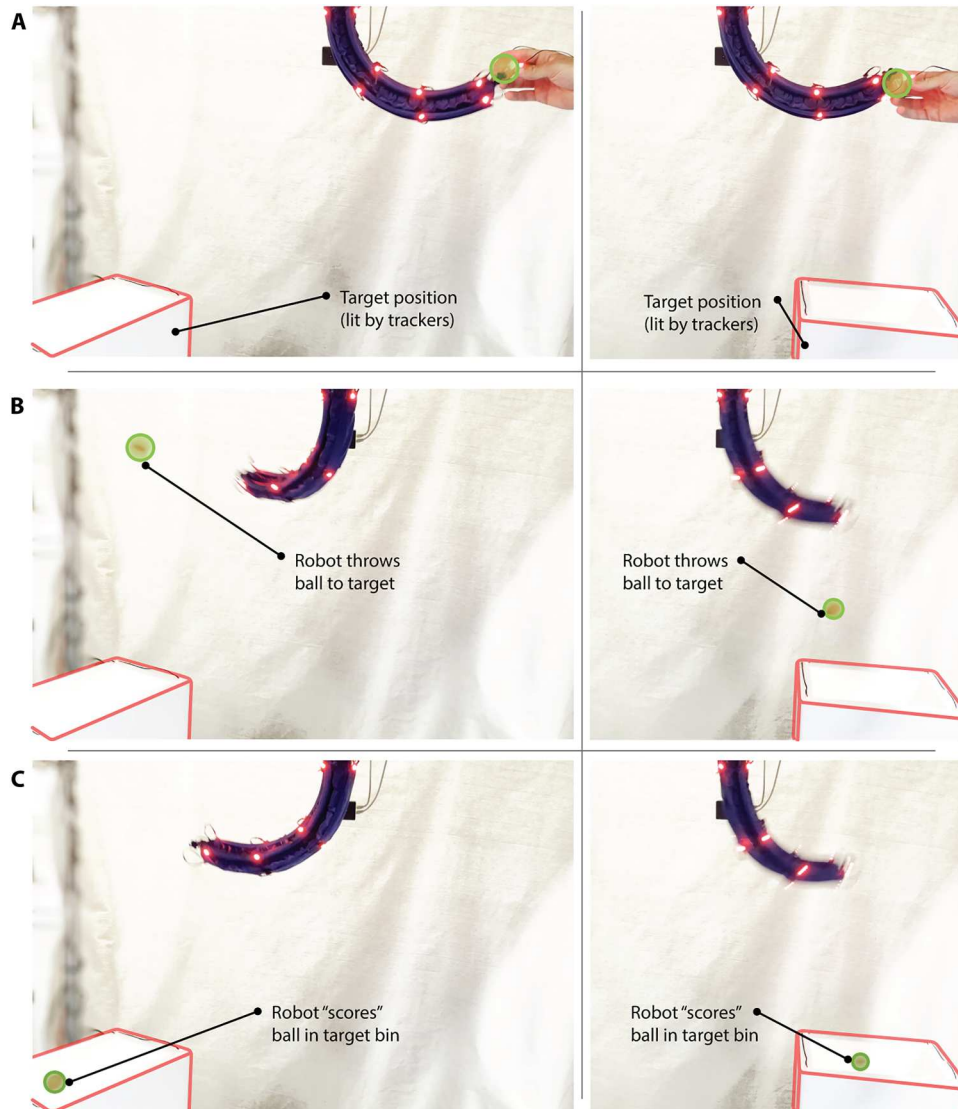 A
Target position
(lit by trackers)
Target position
(lit by trackers)
B
Robot throws
ball to target
Robot throws
ball to target
C
Robot “scores”
ball in target bin
Robot “scores”
ball in target bin